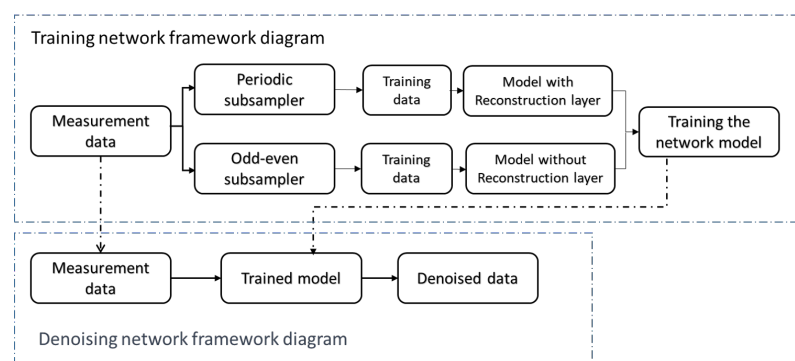 Training network framework diagram
Periodic
subsampler
Training
data
Model with
Reconstruction layer
Measurement
data
Training the
network model
Odd-even
subsampler
Training
data
Model without
Reconstruction layer
Measurement
data
Trained model
Denoised data
Denoising network framework diagram